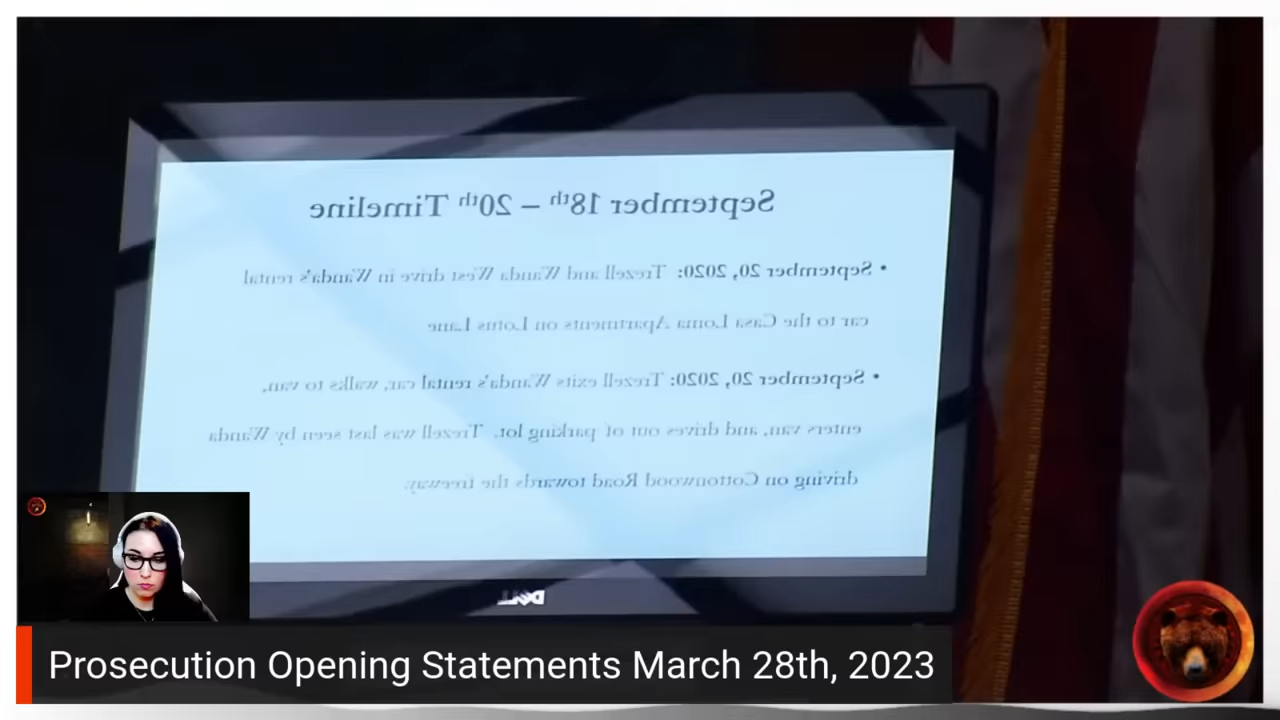 September 18th – 20th Timeline
• September 20, 2020: Trezell and Wanda West drive in Wanda's rental
car to the Casa Loma Apartments on Lotus Lane
• September 20, 2020: Trezell exits Wanda's rental car, walks to van,
enters van, and drives out of parking lot. Trezell was last seen by Wanda
driving on Cottonwood Road towards the freeway.
DELL
Prosecution Opening Statements March 28th, 2023